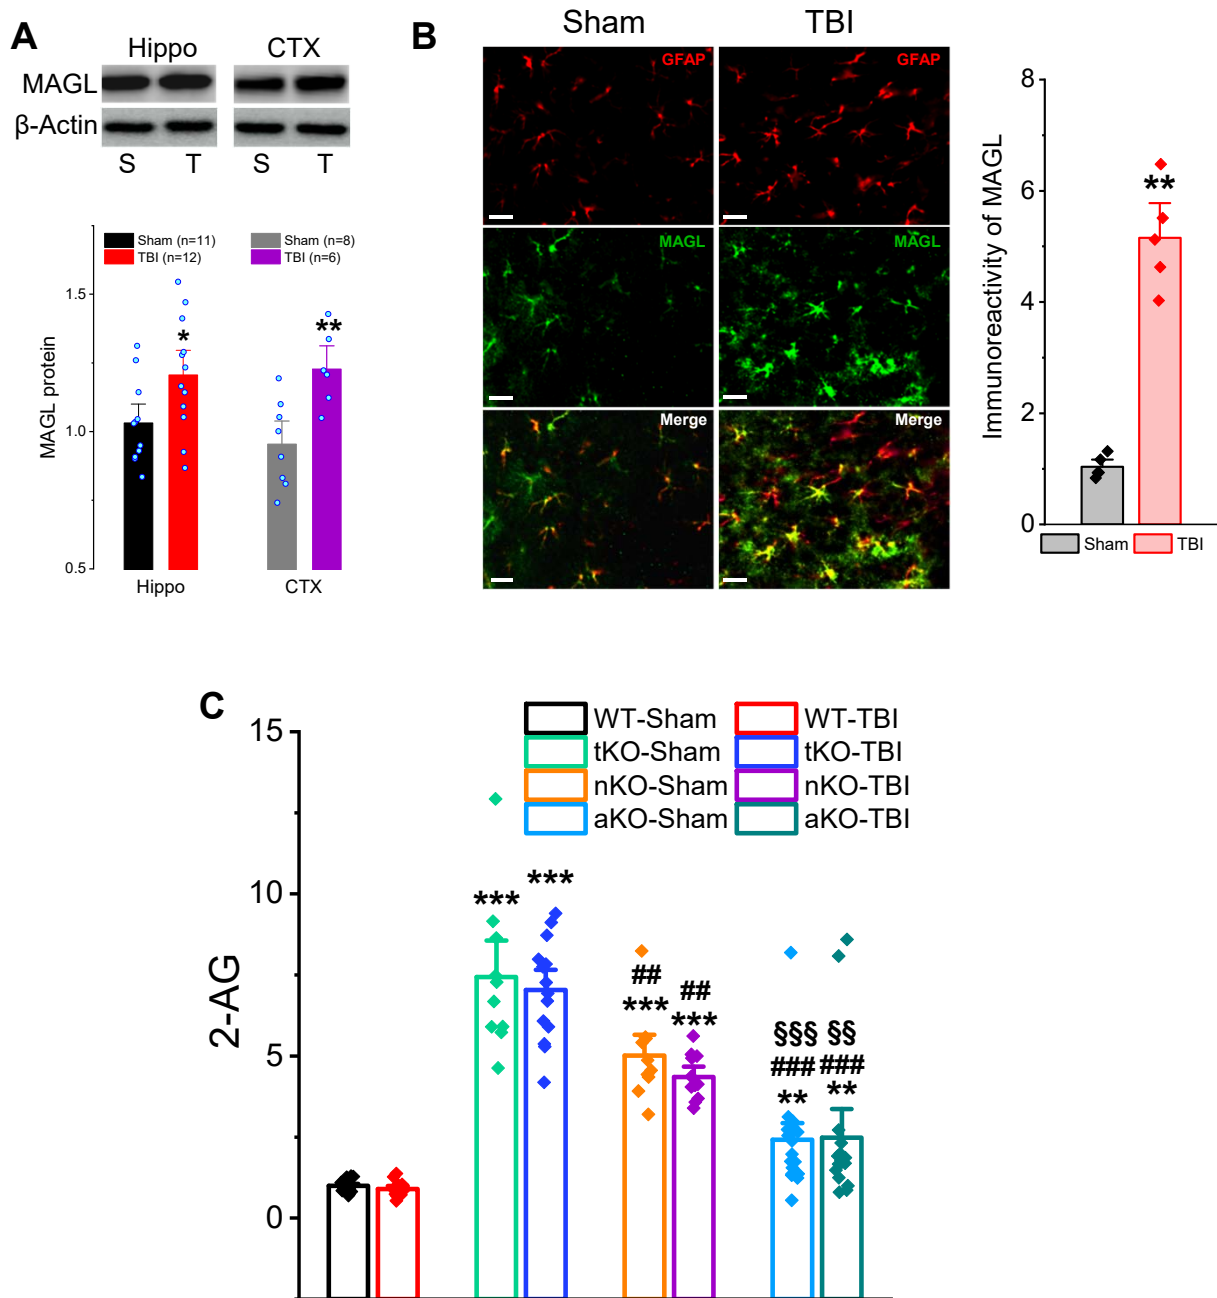 A
Hippo CTX
MAGL
β-Actin
S T S T
Sham (n=11) Sham (n=8)
TBI (n=12) TBI (n=6)
MAGL protein
1.5
1.0
0.5
*
**
Hippo CTX
B
Sham TBI
GFAP GFAP
MAGL MAGL
Merge Merge
Immunoreactivity of MAGL
8
6
4
2
0
**
Sham TBI
C
WT-Sham WT-TBI
tKO-Sham tKO-TBI
nKO-Sham nKO-TBI
aKO-Sham aKO-TBI
2-AG
15
10
5
0
*** ***
## ##
*** ***
§§§ §§
### ###
** **